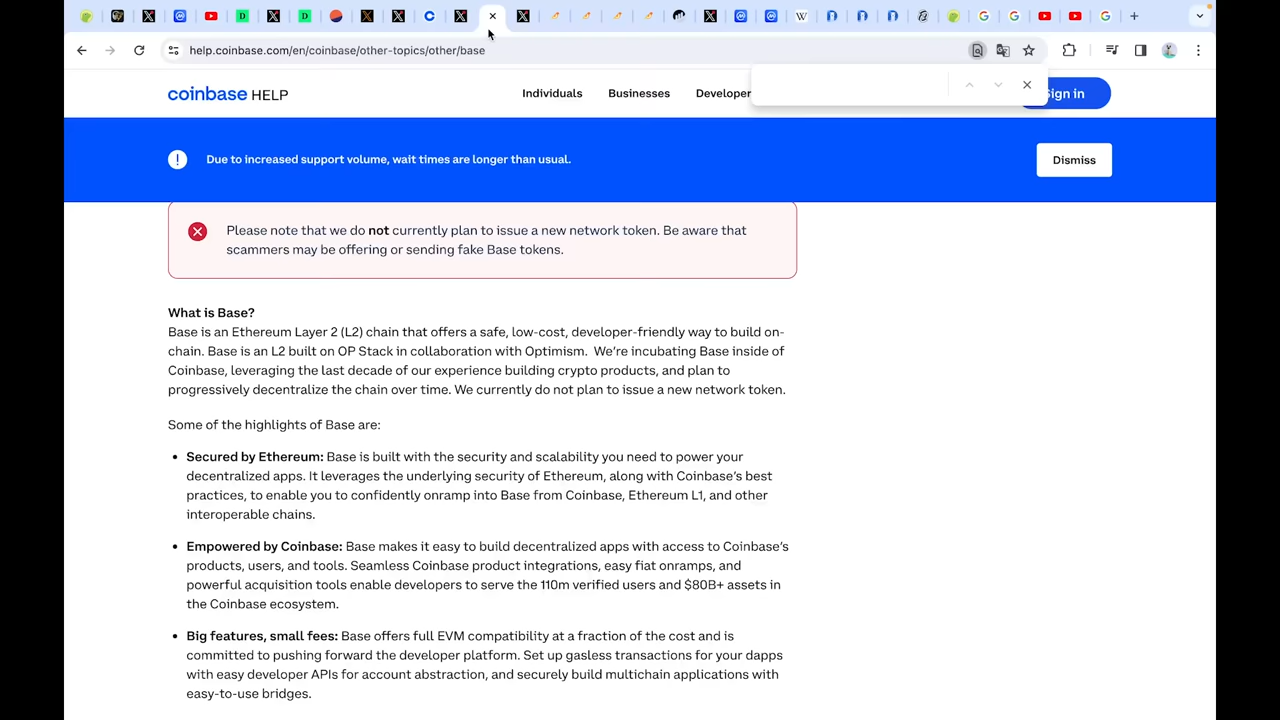 help.coinbase.com/en/coinbase/other-topics/other/base
coinbase HELP
Individuals
Businesses
Developer
Sign in
Due to increased support volume, wait times are longer than usual.
Dismiss
Please note that we do not currently plan to issue a new network token. Be aware that
scammers may be offering or sending fake Base tokens.
What is Base?
Base is an Ethereum Layer 2 (L2) chain that offers a safe, low-cost, developer-friendly way to build on-
chain. Base is an L2 built on OP Stack in collaboration with Optimism. We're incubating Base inside of
Coinbase, leveraging the last decade of our experience building crypto products, and plan to
progressively decentralize the chain over time. We currently do not plan to issue a new network token.
Some of the highlights of Base are:
• Secured by Ethereum: Base is built with the security and scalability you need to power your
decentralized apps. It leverages the underlying security of Ethereum, along with Coinbase's best
practices, to enable you to confidently onramp into Base from Coinbase, Ethereum L1, and other
interoperable chains.
• Empowered by Coinbase: Base makes it easy to build decentralized apps with access to Coinbase's
products, users, and tools. Seamless Coinbase product integrations, easy fiat onramps, and
powerful acquisition tools enable developers to serve the 110m verified users and $80B+ assets in
the Coinbase ecosystem.
• Big features, small fees: Base offers full EVM compatibility at a fraction of the cost and is
committed to pushing forward the developer platform. Set up gasless transactions for your dapps
with easy developer APIs for account abstraction, and securely build multichain applications with
easy-to-use bridges.